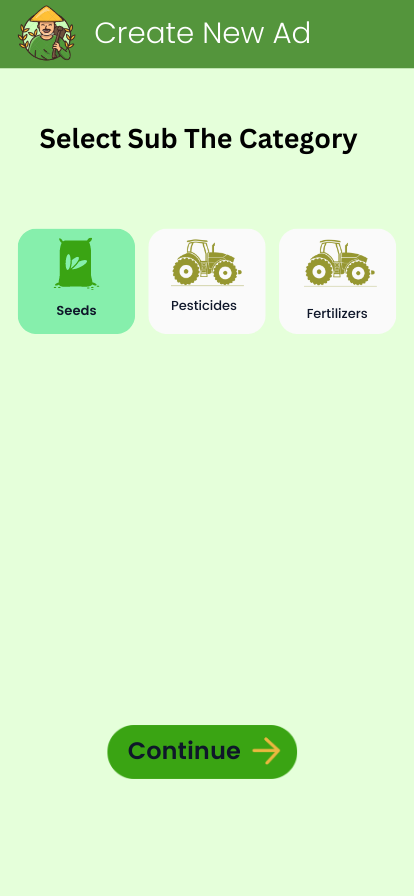 Create New Ad
Select Sub The Category
Seeds
Pesticides
Fertilizers
Continue